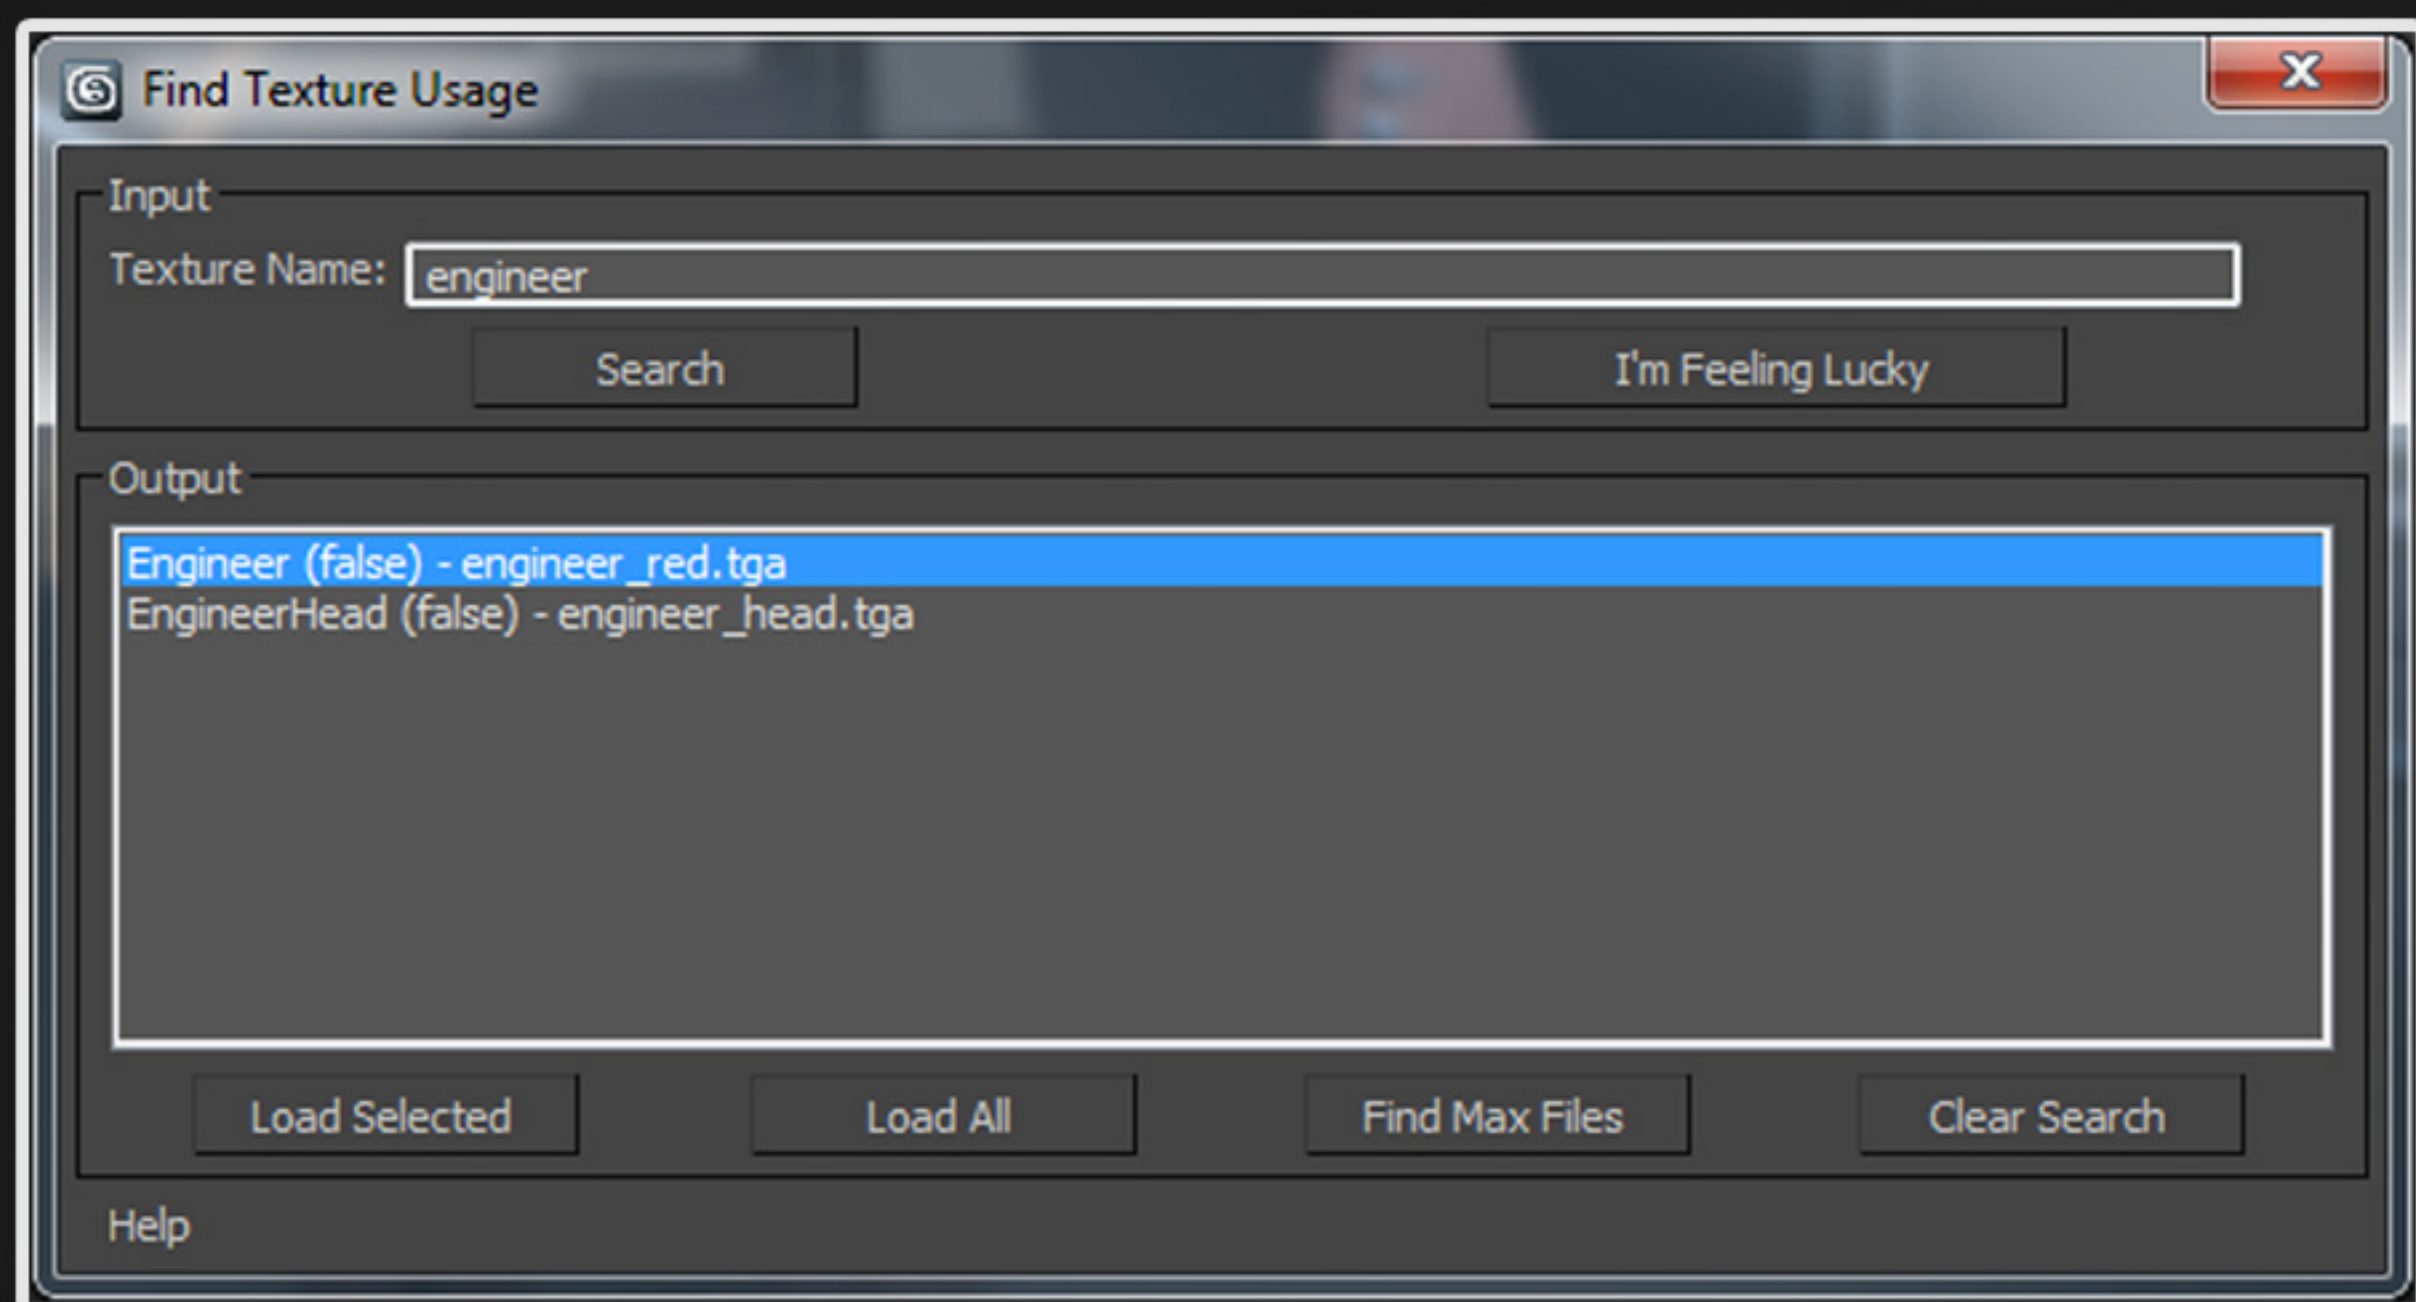 Find Texture Usage
Input
Texture Name: engineer
Search I'm Feeling Lucky
Output
Engineer (false) - engineer_red.tga
EngineerHead (false) - engineer_head.tga
Load Selected Load All Find Max Files Clear Search
Help